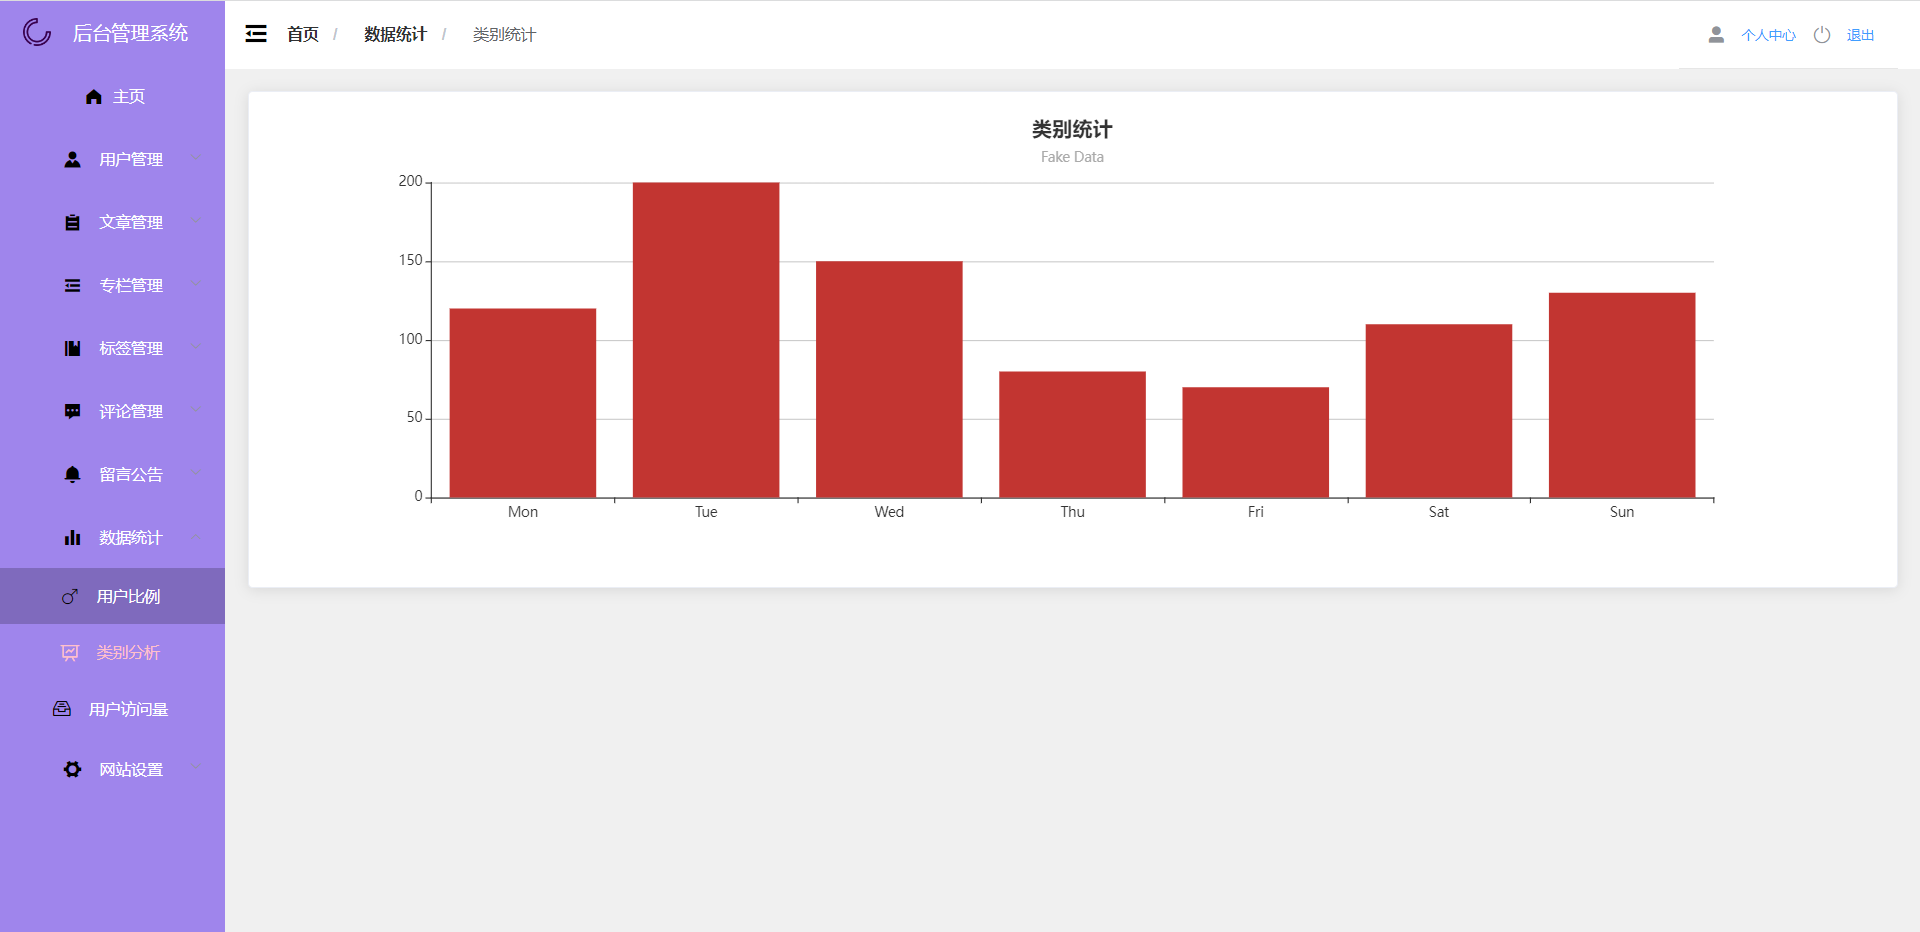 后台管理系统
首页 / 数据统计 / 类别统计
个人中心 退出
主页
用户管理
文章管理
专栏管理
标签管理
评论管理
留言公告
数据统计
用户比例
类别分析
用户访问量
网站设置
类别统计
Fake Data
200
150
100
50
0
Mon Tue Wed Thu Fri Sat Sun